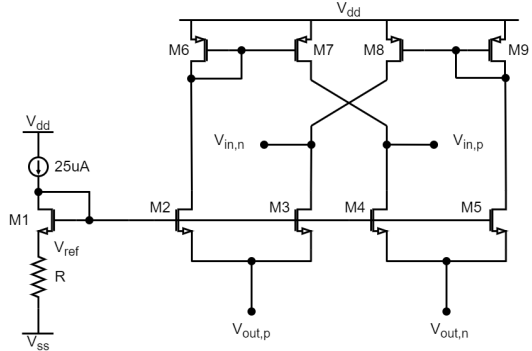 Vdd
M6
M7
M8
M9
Vdd
Vin,n
Vin,p
25uA
M1
M2
M3
M4
M5
Vref
R
Vss
Vout,p
Vout,n